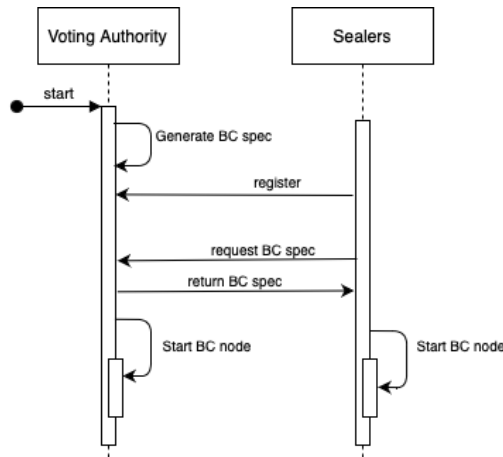 Voting Authority
Sealers
start
Generate BC spec
register
request BC spec
return BC spec
Start BC node
Start BC node